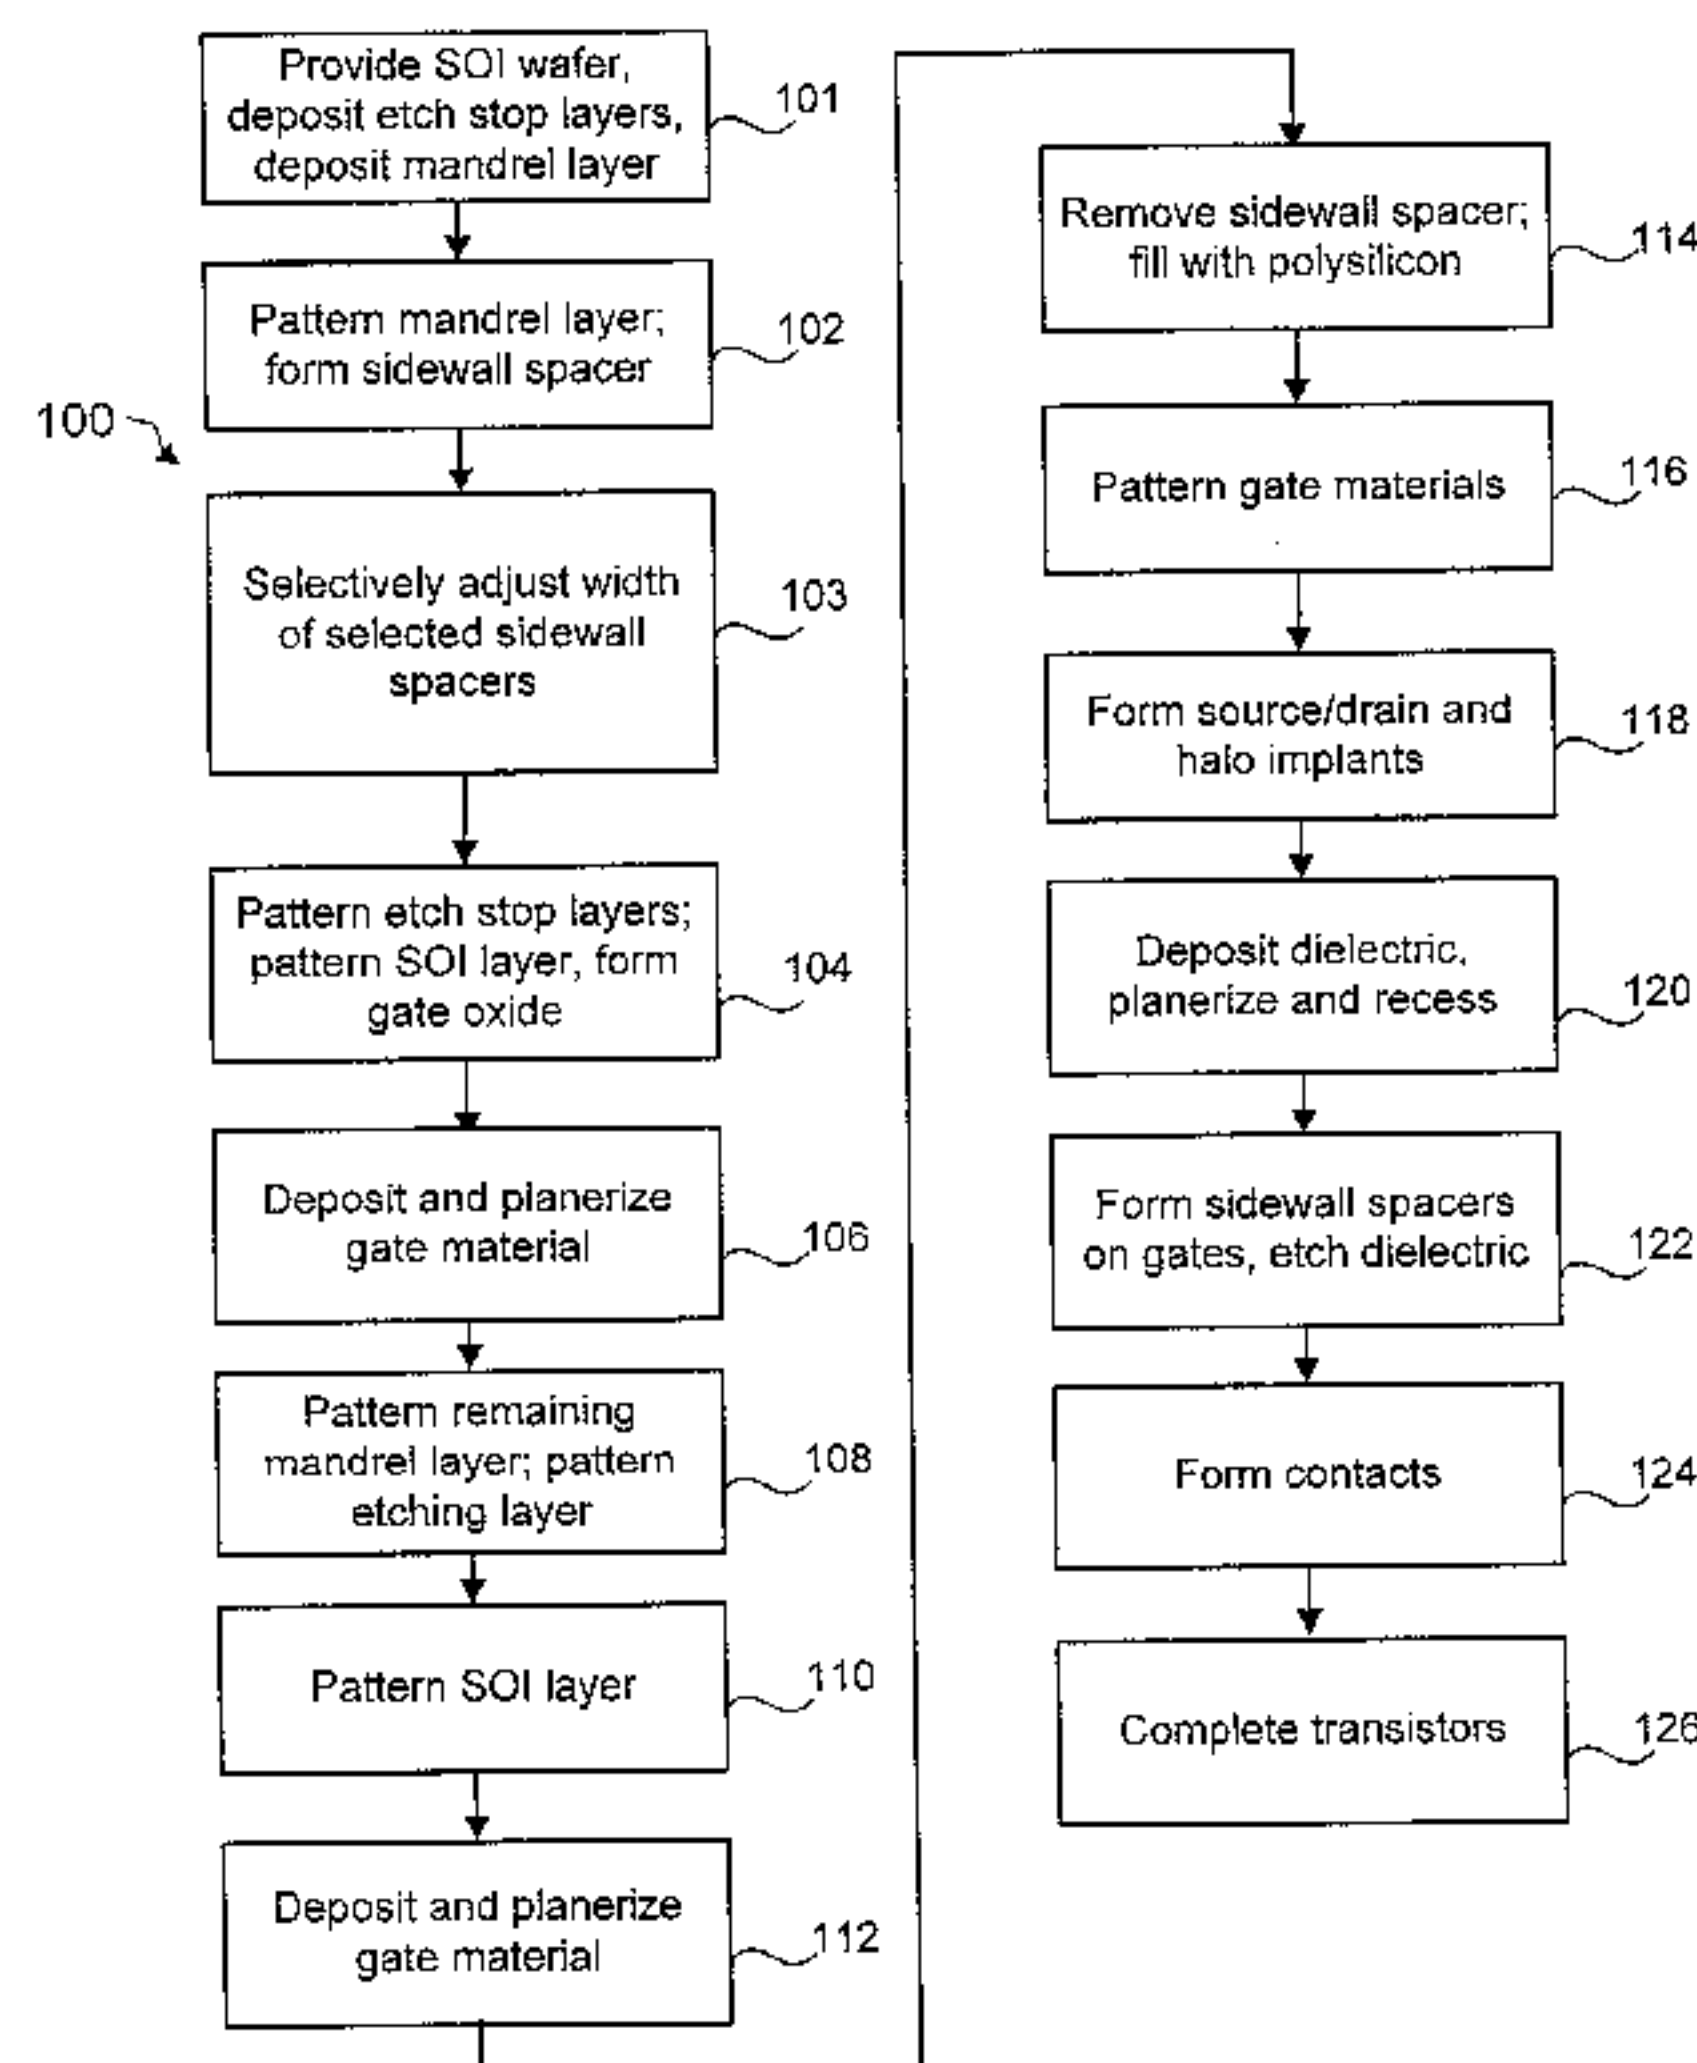 Provide SOI wafer,
deposit etch stop layers,
deposit mandrel layer
101
Pattern mandrel layer;
form sidewall spacer
102
100
Selectively adjust width
of selected sidewall
spacers
103
Pattern etch stop layers;
pattern SOI layer, form
gate oxide
104
Deposit and planerize
gate material
106
Pattern remaining
mandrel layer; pattern
etching layer
108
Pattern SOI layer
110
Deposit and planerize
gate material
112
Remove sidewall spacer;
fill with polysilicon
114
Pattern gate materials
116
Form source/drain and
halo implants
118
Deposit dielectric,
planerize and recess
120
Form sidewall spacers
on gates, etch dielectric
122
Form contacts
124
Complete transistors
126